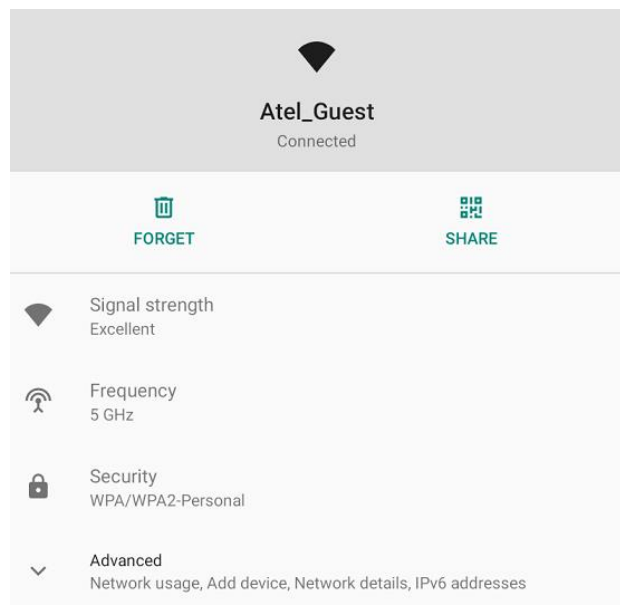 Atel_Guest
Connected
FORGET
SHARE
Signal strength
Excellent
Frequency
5 GHz
Security
WPA/WPA2-Personal
Advanced
Network usage, Add device, Network details, IPv6 addresses